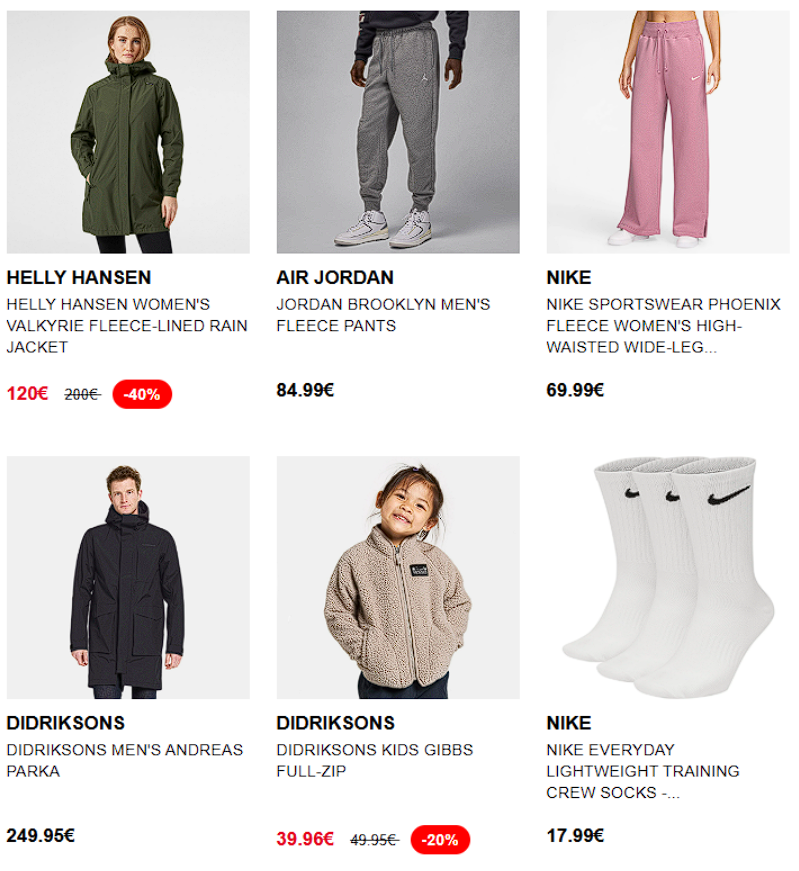 HELLY HANSEN
HELLY HANSEN WOMEN'S
VALKYRIE FLEECE-LINED RAIN
JACKET
120€ 200€ -40%
AIR JORDAN
JORDAN BROOKLYN MEN'S
FLEECE PANTS
84.99€
NIKE
NIKE SPORTSWEAR PHOENIX
FLEECE WOMEN'S HIGH-
WAISTED WIDE-LEG...
69.99€
DIDRIKSONS
DIDRIKSONS MEN'S ANDREAS
PARKA
249.95€
DIDRIKSONS
DIDRIKSONS KIDS GIBBS
FULL-ZIP
39.96€ 49.95€ -20%
NIKE
NIKE EVERYDAY
LIGHTWEIGHT TRAINING
CREW SOCKS -...
17.99€